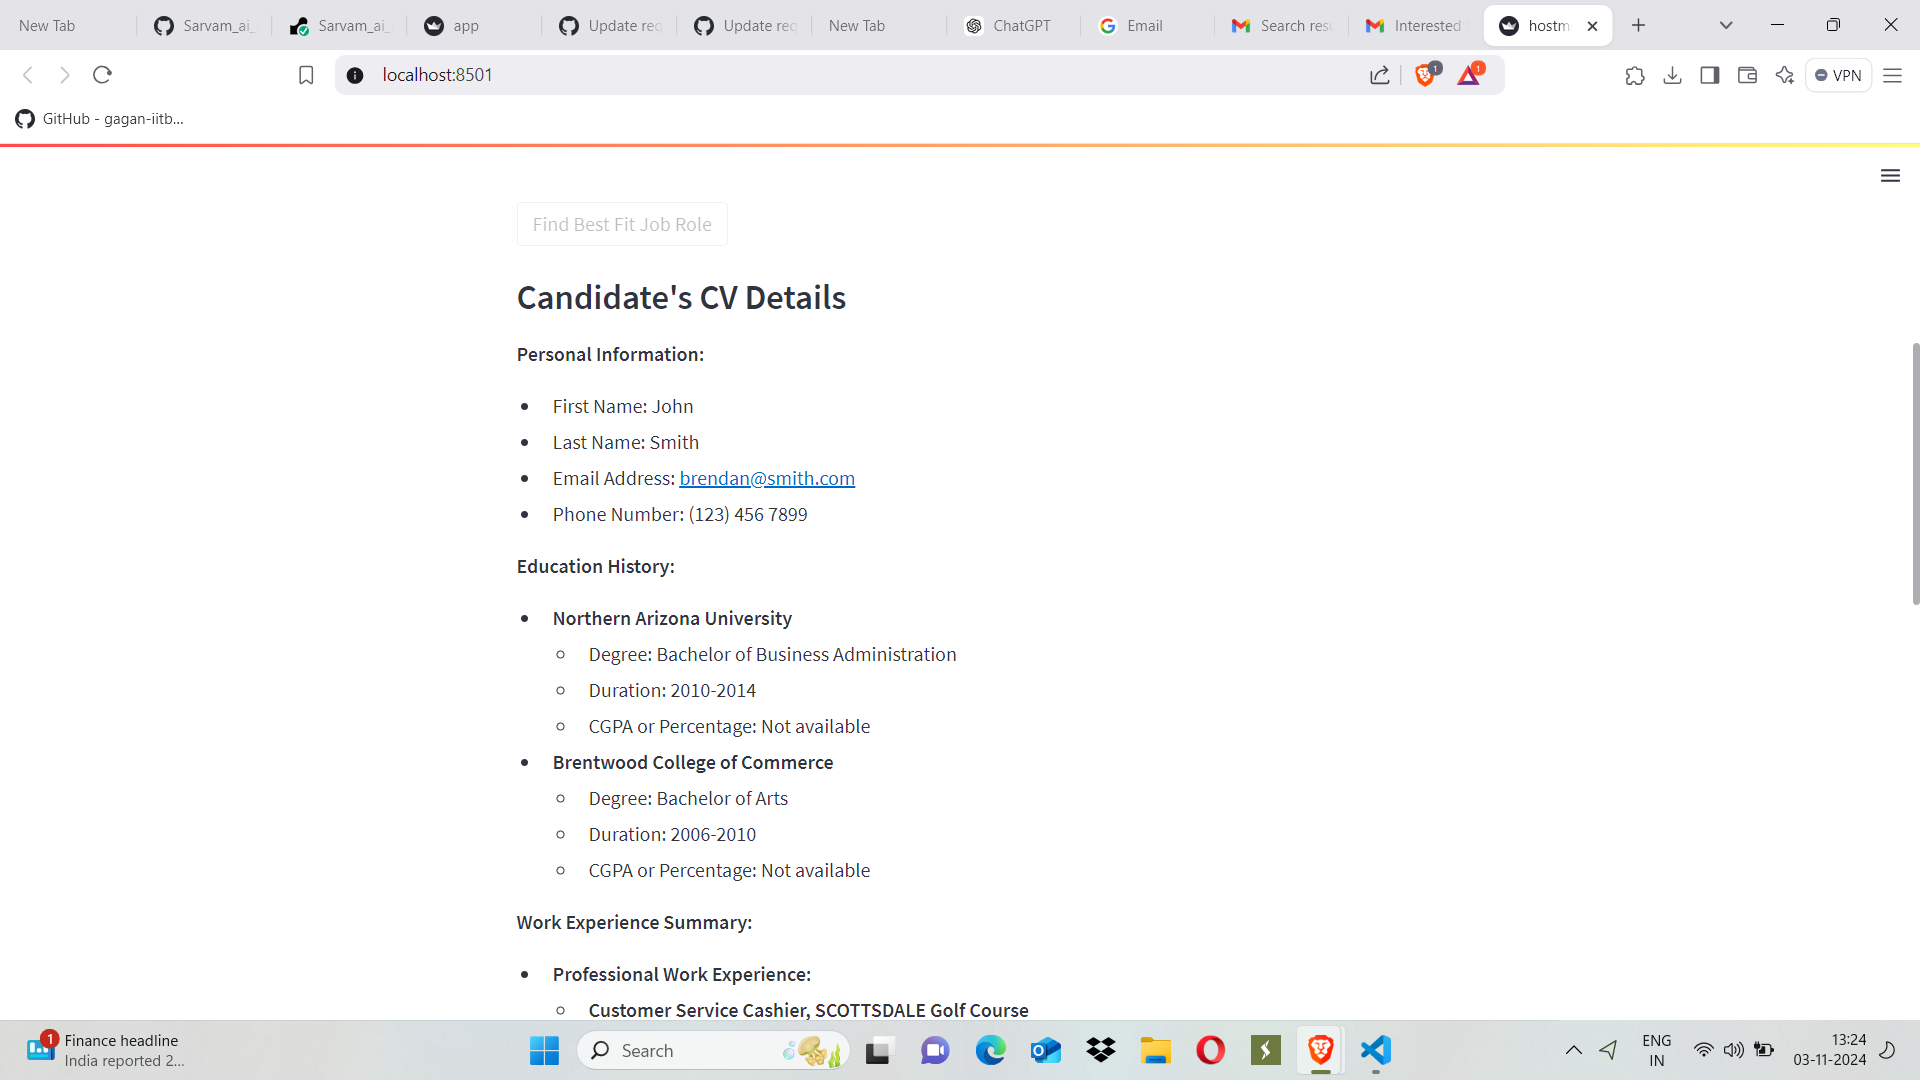 New Tab
Sarvam_ai_
Sarvam_ai_
app
Update req
Update req
New Tab
ChatGPT
Email
Search resu
Interested
hostm
localhost:8501
1
1
VPN
GitHub - gagan-iitb...
Find Best Fit Job Role
Candidate's CV Details
Personal Information:
First Name: John
Last Name: Smith
Email Address: brendan@smith.com
Phone Number: (123) 456 7899
Education History:
Northern Arizona University
Degree: Bachelor of Business Administration
Duration: 2010-2014
CGPA or Percentage: Not available
Brentwood College of Commerce
Degree: Bachelor of Arts
Duration: 2006-2010
CGPA or Percentage: Not available
Work Experience Summary:
Professional Work Experience:
Customer Service Cashier, SCOTTSDALE Golf Course
1
Finance headline
India reported 2...
Search
ENG
IN
13:24
03-11-2024